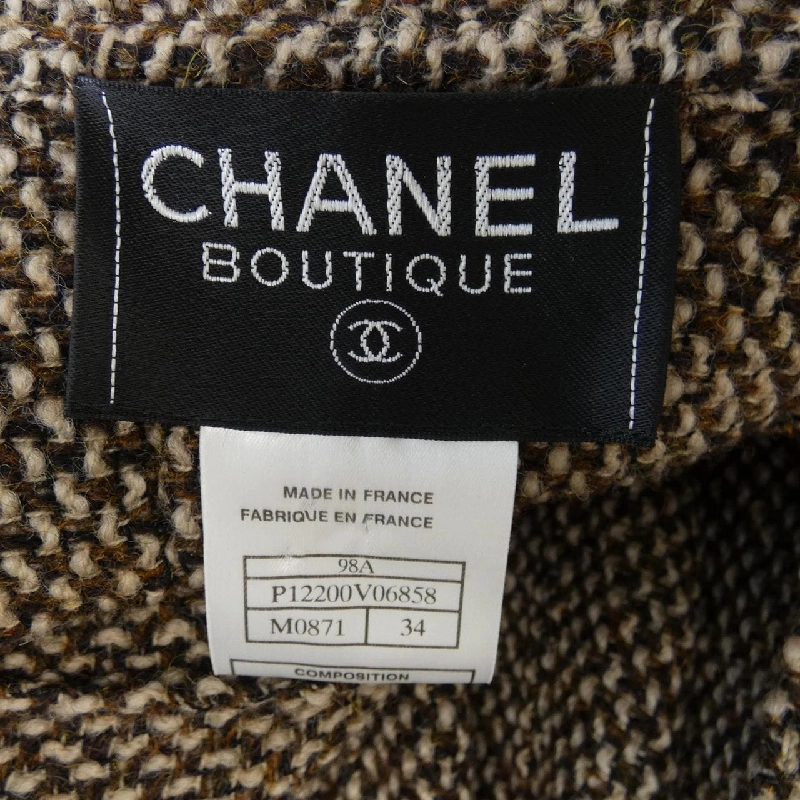 CHANEL
BOUTIQUE
MADE IN FRANCE
FABRIQUE EN FRANCE
98A
P12200V06858
M0871 34
COMPOSITION